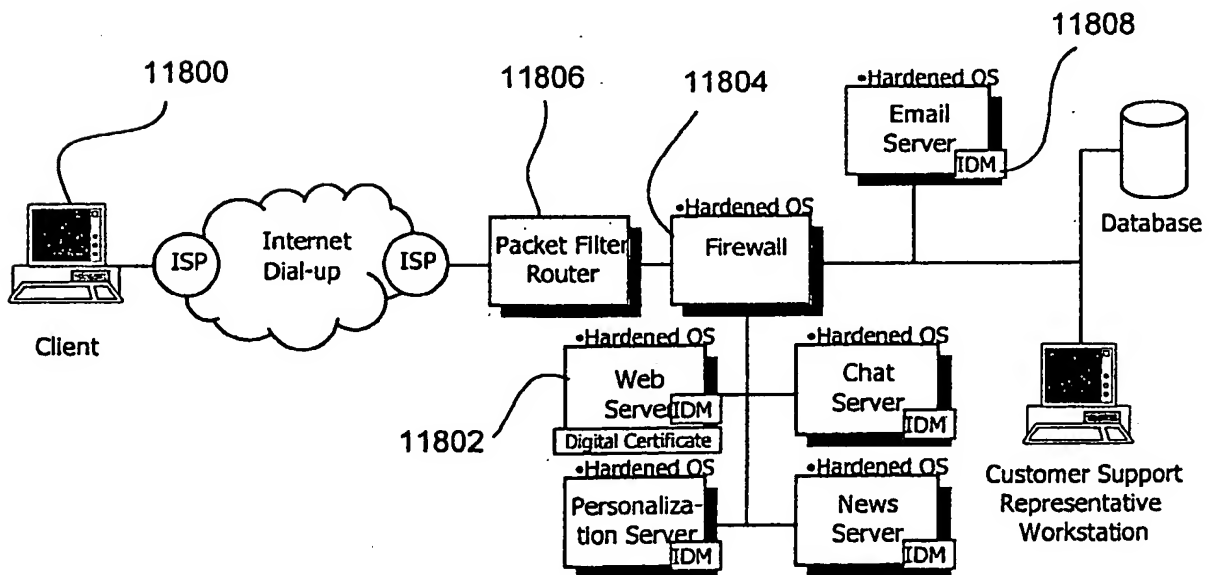 11808
11800
11806
11804
•Hardened OS
Email
Server
IDM
Database
•Hardened OS
Firewall
Packet Filter
Router
Internet
Dial-up
ISP
ISP
Client
•Hardened OS
Web
Server
IDM
Digital Certificate
11802
•Hardened OS
Chat
Server
IDM
•Hardened OS
Personaliza-
tion Server
IDM
•Hardened OS
News
Server
IDM
Customer Support
Representative
Workstation